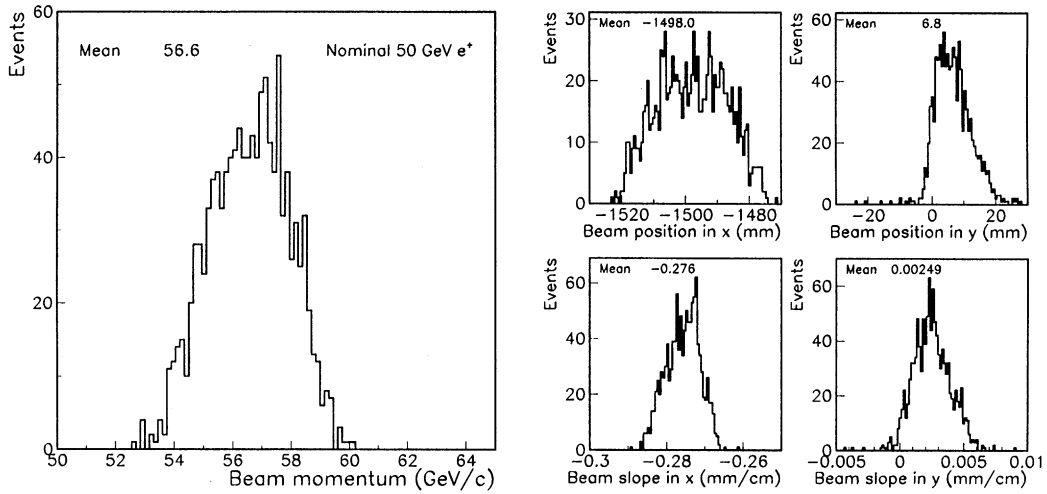 Events
60
40
20
0
Mean 56.6 Nominal 50 GeV e⁺
50 52 54 56 58 60 62 64
Beam momentum (GeV/c)
Events
30
20
10
0
Mean −1498.0
−1520 −1500 −1480
Beam position in x (mm)
Events
60
40
20
0
Mean 6.8
−20 0 20
Beam position in y (mm)
Events
60
40
20
0
Mean −0.276
−0.3 −0.28 −0.26
Beam slope in x (mm/cm)
Events
60
40
20
0
Mean 0.00249
−0.005 0 0.005 0.01
Beam slope in y (mm/cm)